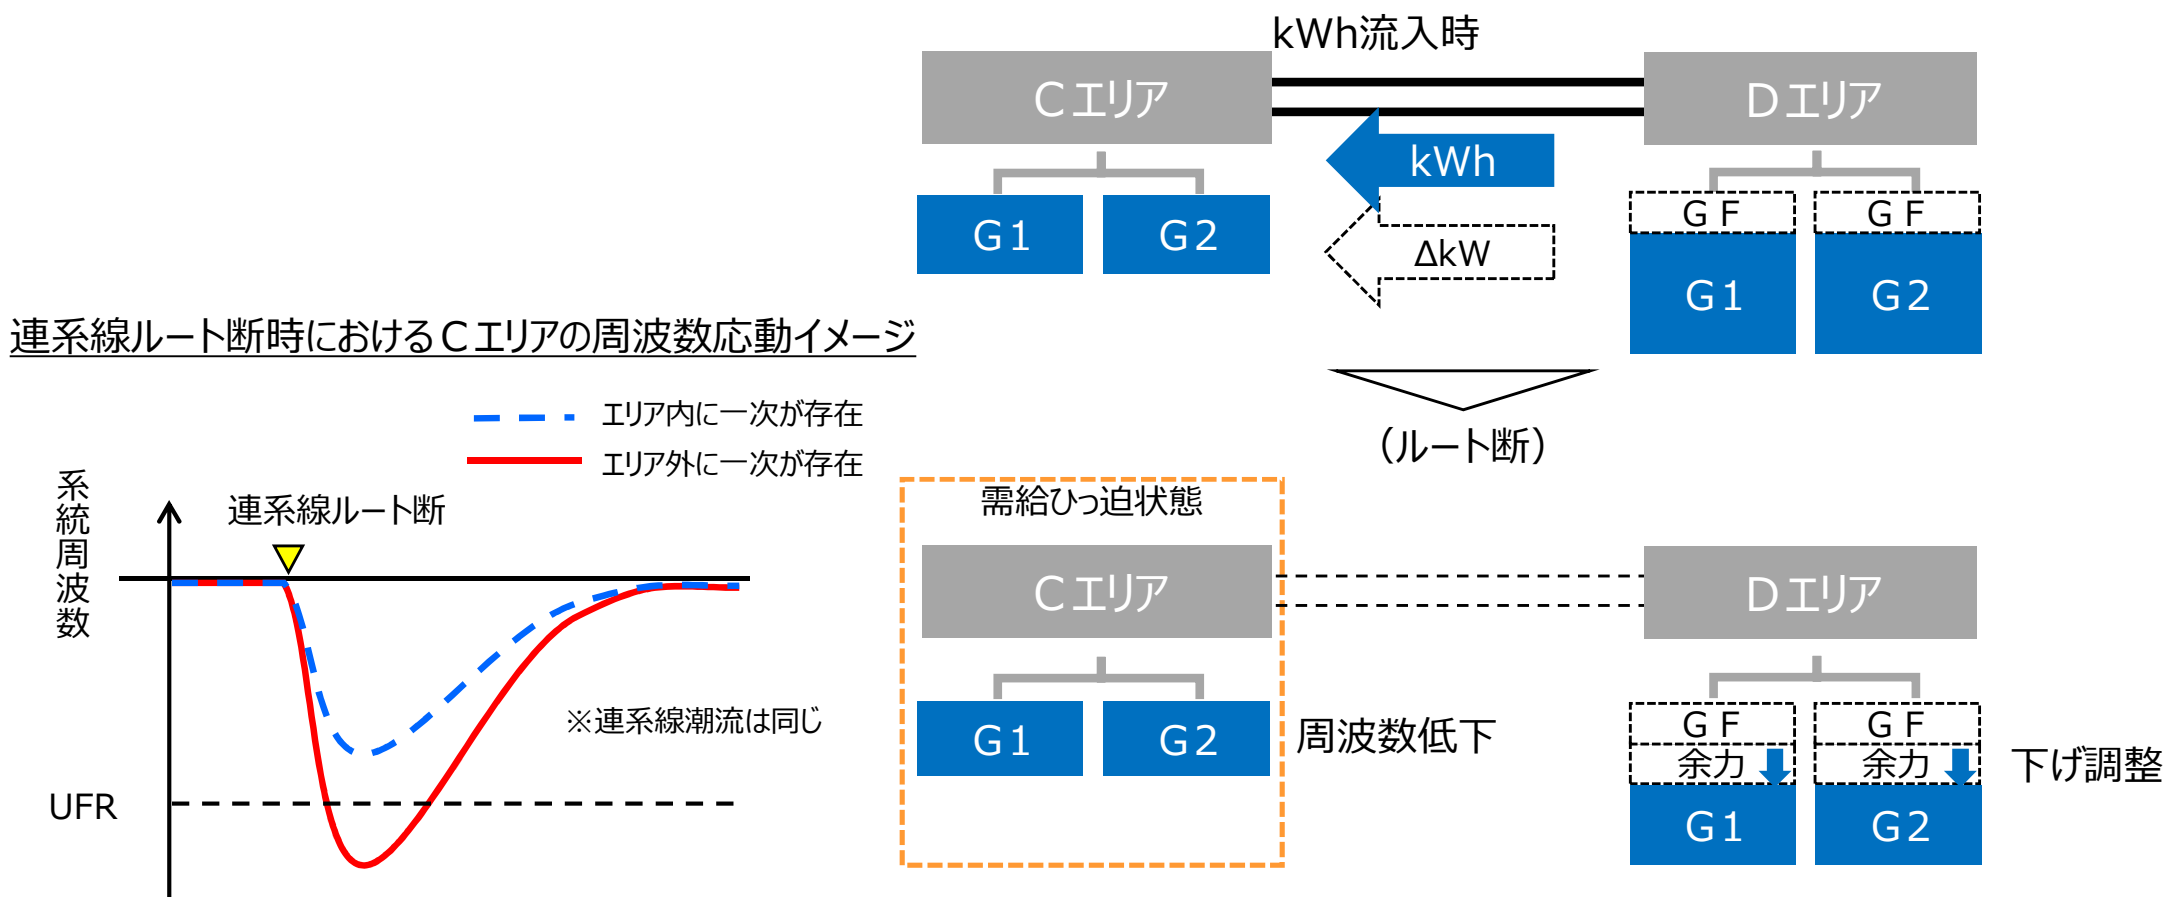 kWh流入時
Cエリア
Dエリア
kWh
ΔkW
G1
G2
GF
GF
G1
G2
連系線ルート断時におけるCエリアの周波数応動イメージ
(ルート断)
エリア内に一次が存在
エリア外に一次が存在
系統周波数
連系線ルート断
※連系線潮流は同じ
UFR
需給ひっ迫状態
Cエリア
Dエリア
G1
G2
周波数低下
GF
GF
余力
余力
下げ調整
G1
G2